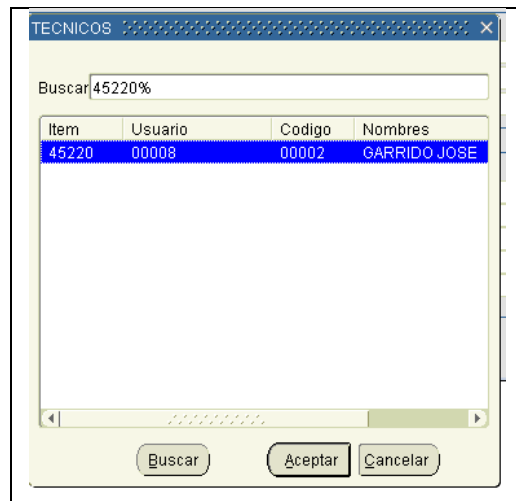 TECNICOS
Buscar 45220%
Item Usuario Codigo Nombres
45220 00008 00002 GARRIDO JOSE
Buscar Aceptar Cancelar